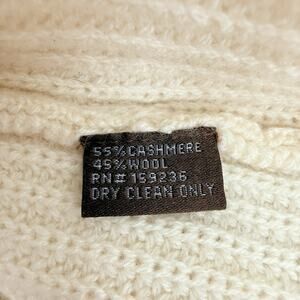 55% CASHMERE
45% WOOL
RN# 159236
DRY CLEAN ONLY